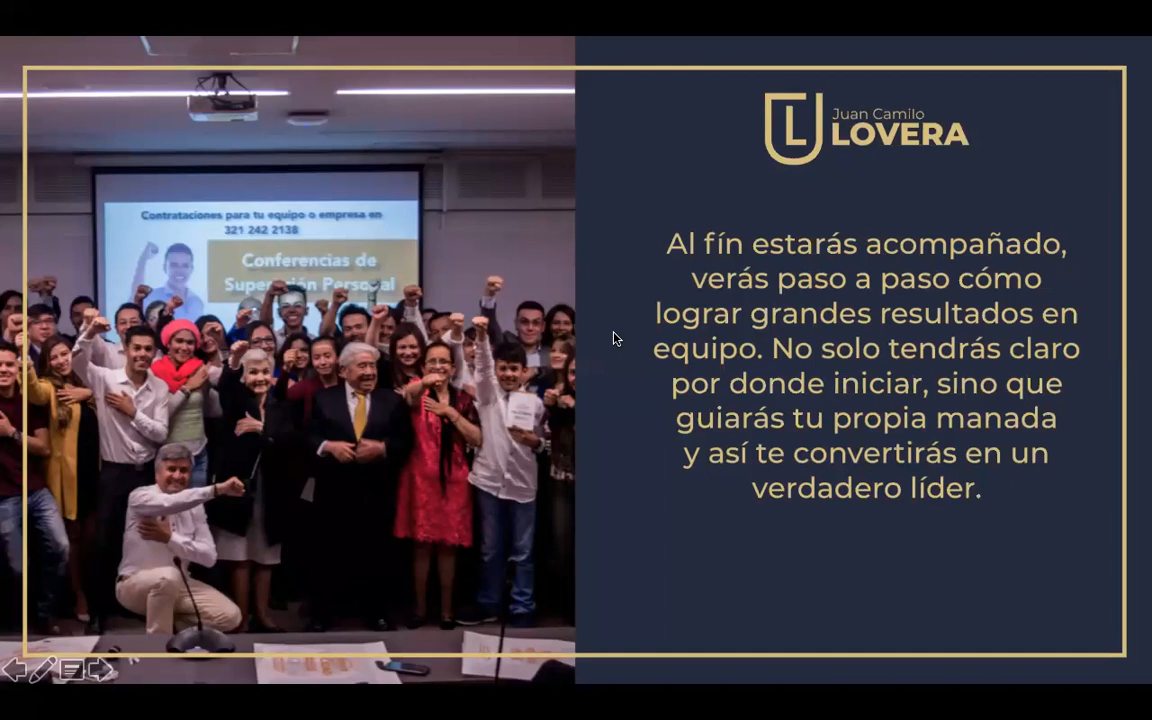 Contrataciones para tu equipo o empresa en
321 242 2138
Conferencias de
Superación Personal
Juan Camilo
LOVERA
Al fín estarás acompañado,
verás paso a paso cómo
lograr grandes resultados en
equipo. No solo tendrás claro
por donde iniciar, sino que
guiarás tu propia manada
y así te convertirás en un
verdadero líder.